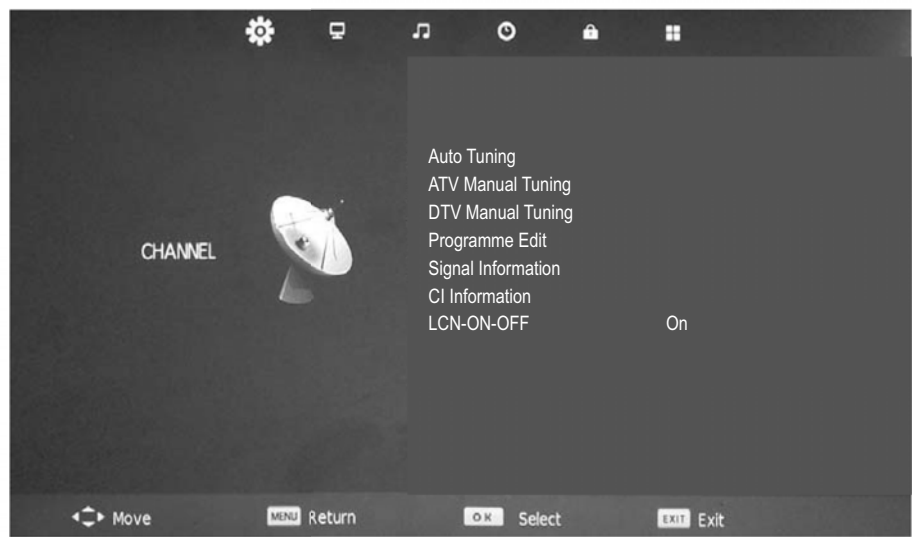 Auto Tuning
ATV Manual Tuning
DTV Manual Tuning
Programme Edit
CHANNEL
Signal Information
CI Information
LCN-ON-OFF On
Move MENU Return OK Select EXIT Exit